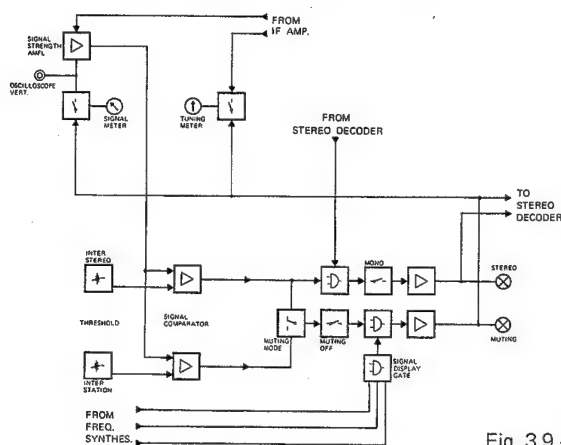 FROM
IF AMP.
SIGNAL
STRENGTH
AMPL
OSCILLOSCOPE
VERT.
SIGNAL
METER
TUNING
METER
FROM
STEREO DECODER
TO
STEREO
DECODER
INTER
STEREO
MONO
STEREO
THRESHOLD
SIGNAL
COMPARATOR
MUTING
MODE
MUTING
OFF
MUTING
SIGNAL
DISPLAY
GATE
INTER
STATION
FROM
FREQ.
SYNTHES.
Fig. 3.9